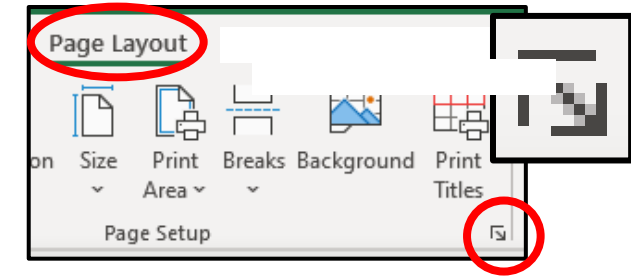 Page Layout
on Size Print Breaks Background Print
Area Titles
Page Setup